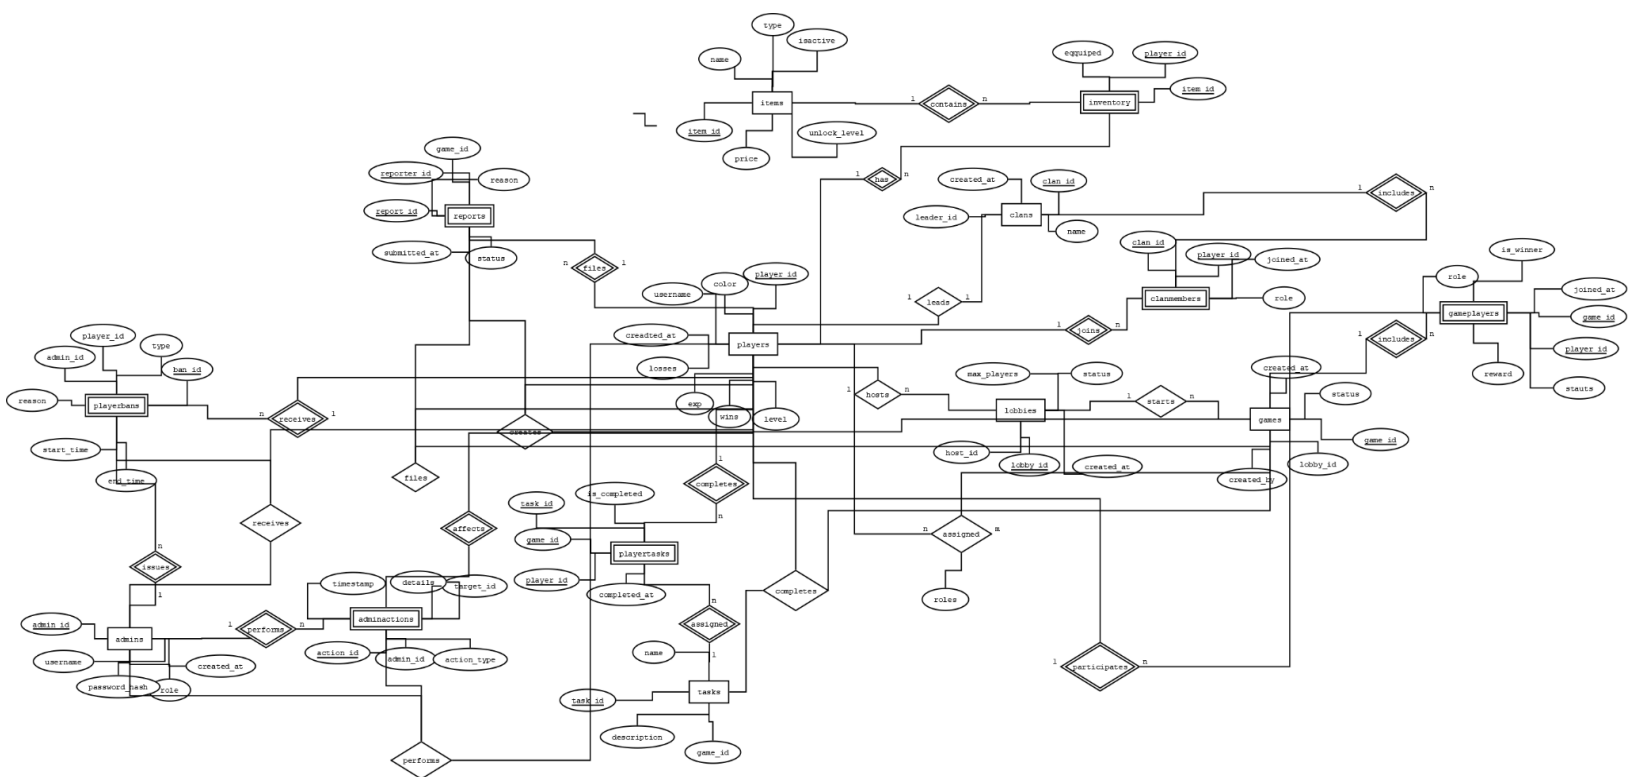 type
isactive
name
items
item_id
price
unlock_level
1
contains
n
eqquiped
player_id
inventory
item_id
1
has
n
game_id
reporter_id
reason
report_id
reports
submitted_at
status
n
files
1
created_at
clan_id
leader_id
clans
name
1
includes
n
clan_id
player_id
joined_at
clanmembers
role
1
leads
1
1
joins
n
is_winner
role
joined_at
gameplayers
game_id
player_id
reward
stauts
1
includes
n
color
player_id
username
creadted_at
players
losses
exp
wins
level
player_id
type
admin_id
ban_id
reason
playerbans
start_time
end_time
n
receives
1
creates
files
receives
1
hosts
n
max_players
status
lobbies
host_id
lobby_id
created_at
1
starts
n
created_at
status
games
game_id
lobby_id
created_by
1
completes
n
is_completed
task_id
game_id
playertasks
player_id
completed_at
affects
n
assigned
m
roles
completes
n
issues
1
admin_id
admins
username
password_hash
role
created_at
1
performs
n
timestamp
details
target_id
adminactions
action_id
admin_id
action_type
n
assigned
1
name
tasks
task_id
description
game_id
1
participates
n
performs